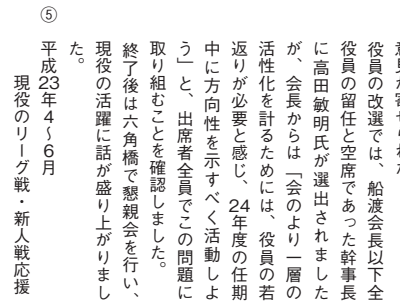 役員の改選では、船渡会長以下全
役員の留任と空席であった幹事長
に高田敏明氏が選出されました
が、会長からは「会のより一層の
活性化を計るためには、役員の若
返りが必要と感じ、24年度の任期
中に方向性を示すべく活動しよ
う」と、出席者全員でこの問題に
取り組むことを確認しました。
終了後は六角橋で懇親会を行い、
現役の活躍に話が盛り上がりまし
た。
⑤ 平成23年4~6月
現役のリーグ戦・新人戦応援